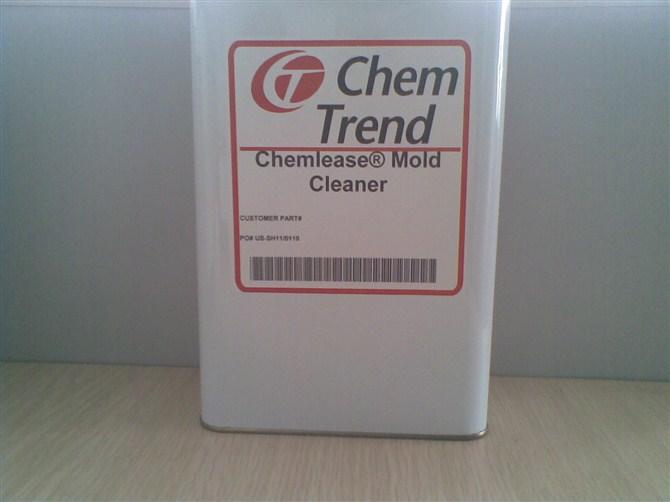 Chem
Trend
Chemlease® Mold
Cleaner
CUSTOMER PART#
PO# US-SH11/0110